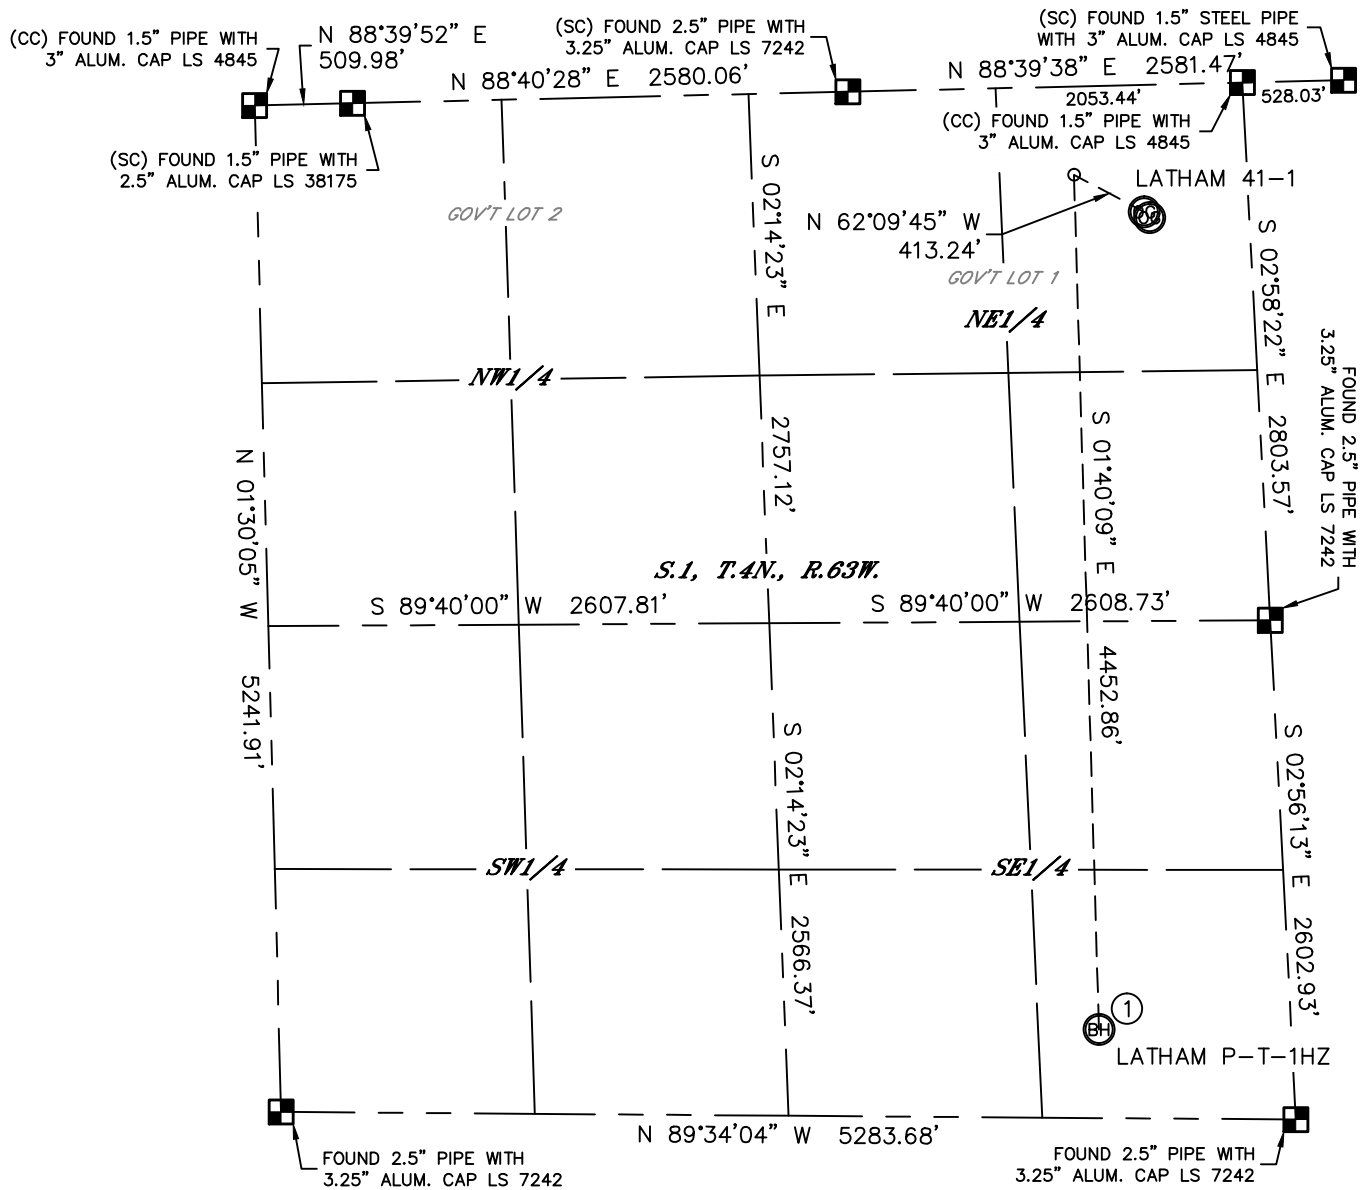 (CC) FOUND 1.5" PIPE WITH
3" ALUM. CAP LS 4845
N 88°39'52" E
509.98'
(SC) FOUND 2.5" PIPE WITH
3.25" ALUM. CAP LS 7242
(SC) FOUND 1.5" STEEL PIPE
WITH 3" ALUM. CAP LS 4845
N 88°40'28" E 2580.06'
N 88°39'38" E 2581.47'
2053.44'
528.03'
(CC) FOUND 1.5" PIPE WITH
3" ALUM. CAP LS 4845
(SC) FOUND 1.5" PIPE WITH
2.5" ALUM. CAP LS 38175
LATHAM 41-1
GOV'T LOT 2
N 62°09'45" W
413.24'
GOV'T LOT 1
S 02°14'23" E
2757.12'
S 02°58'22" E 2803.57'
NE1/4
NW1/4
FOUND 2.5" PIPE WITH
3.25" ALUM. CAP LS 7242
N 01°30'05" W 5241.91'
S 01°40'09" E 4452.86'
S.1, T.4N., R.63W.
S 89°40'00" W 2607.81'
S 89°40'00" W 2608.73'
S 02°14'23" E 2566.37'
S 02°56'13" E 2602.93'
SW1/4
SE1/4
1
BH
LATHAM P-T-1HZ
N 89°34'04" W 5283.68'
FOUND 2.5" PIPE WITH
3.25" ALUM. CAP LS 7242
FOUND 2.5" PIPE WITH
3.25" ALUM. CAP LS 7242